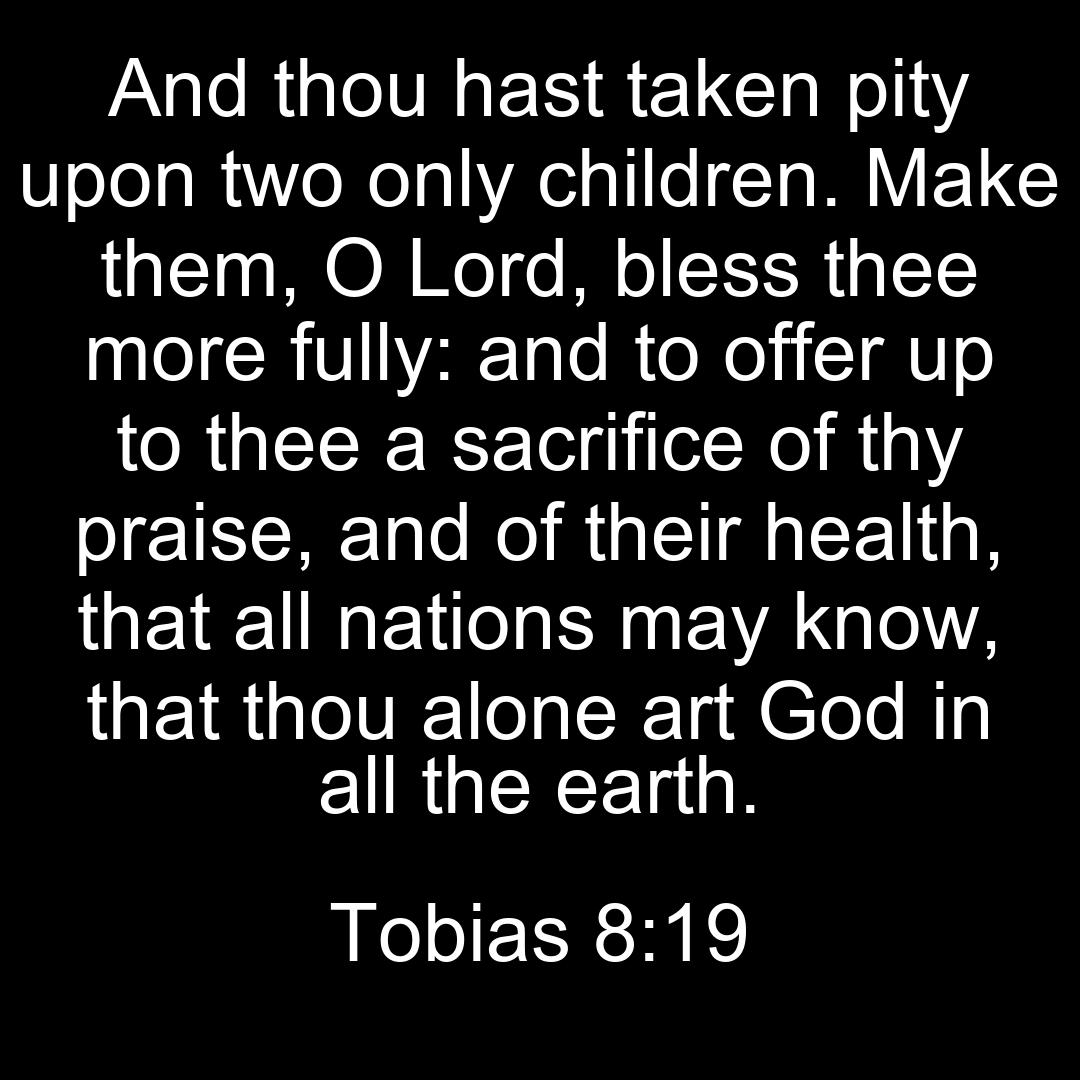 And thou hast taken pity
upon two only children. Make
them, O Lord, bless thee
more fully: and to offer up
to thee a sacrifice of thy
praise, and of their health,
that all nations may know,
that thou alone art God in
all the earth.
Tobias 8:19